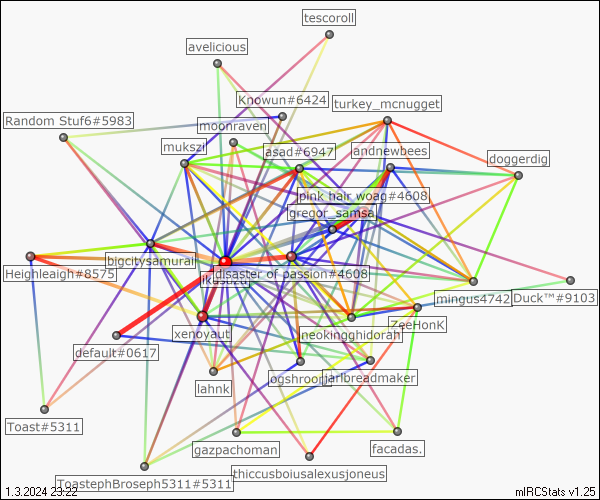 tescoroll
avelicious
Knowun#6424
turkey_mcnugget
Random Stuf6#5983
moonraven
mukszi
asad#6947
andnewbees
doggerdig
pink hair woag#4608
gregor_samsa
bigcitysamurai
Heighleaigh#8575
disaster of passion#4608
mingus4742
Duck™#9103
xenoyaut
neokingghidorah
ZeeHonK
default#0617
lahnk
ogshroom
jarlbreadmaker
Toast#5311
gazpachoman
facadas.
ToastephBroseph5311#5311
thiccusboiusalexusjoneus
1.3.2024 23:22
mIRCStats v1.25